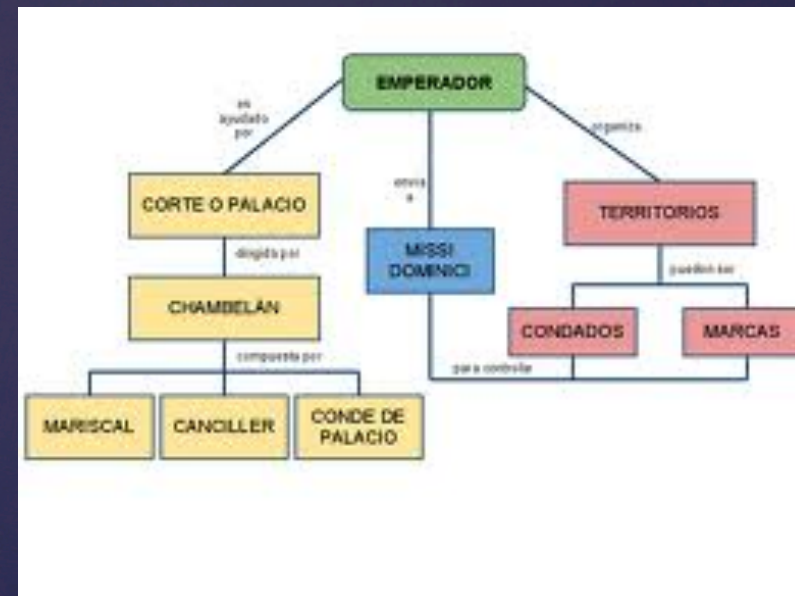 EMPERADOR
es
ayudado
por
envía
a
organiza
CORTE O PALACIO
TERRITORIOS
dirigida por
MISSI
DOMINICI
pueden ser
CHAMBELÁN
CONDADOS
MARCAS
compuesta por
para controlar
MARISCAL
CANCILLER
CONDE DE
PALACIO